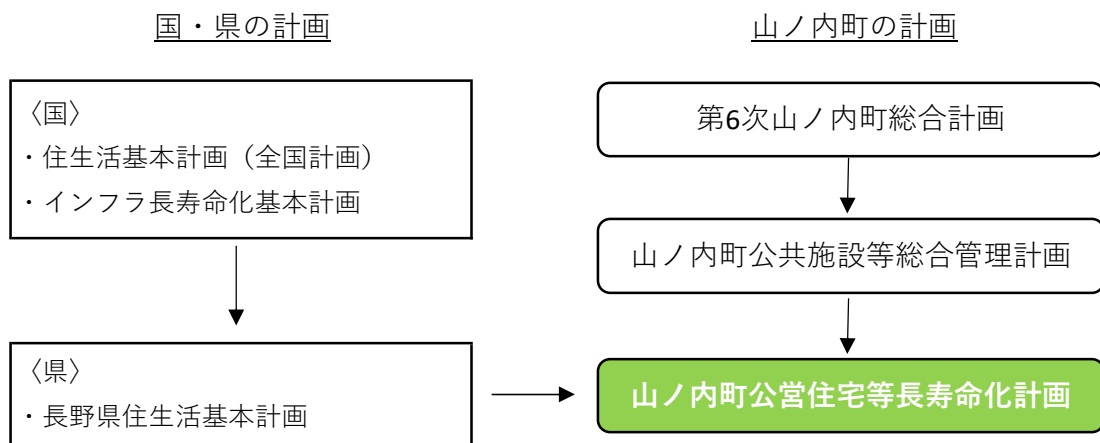 国・県の計画
〈国〉
・住生活基本計画（全国計画）
・インフラ長寿命化基本計画
〈県〉
・長野県住生活基本計画
山ノ内町の計画
第6次山ノ内町総合計画
山ノ内町公共施設等総合管理計画
山ノ内町公営住宅等長寿命化計画